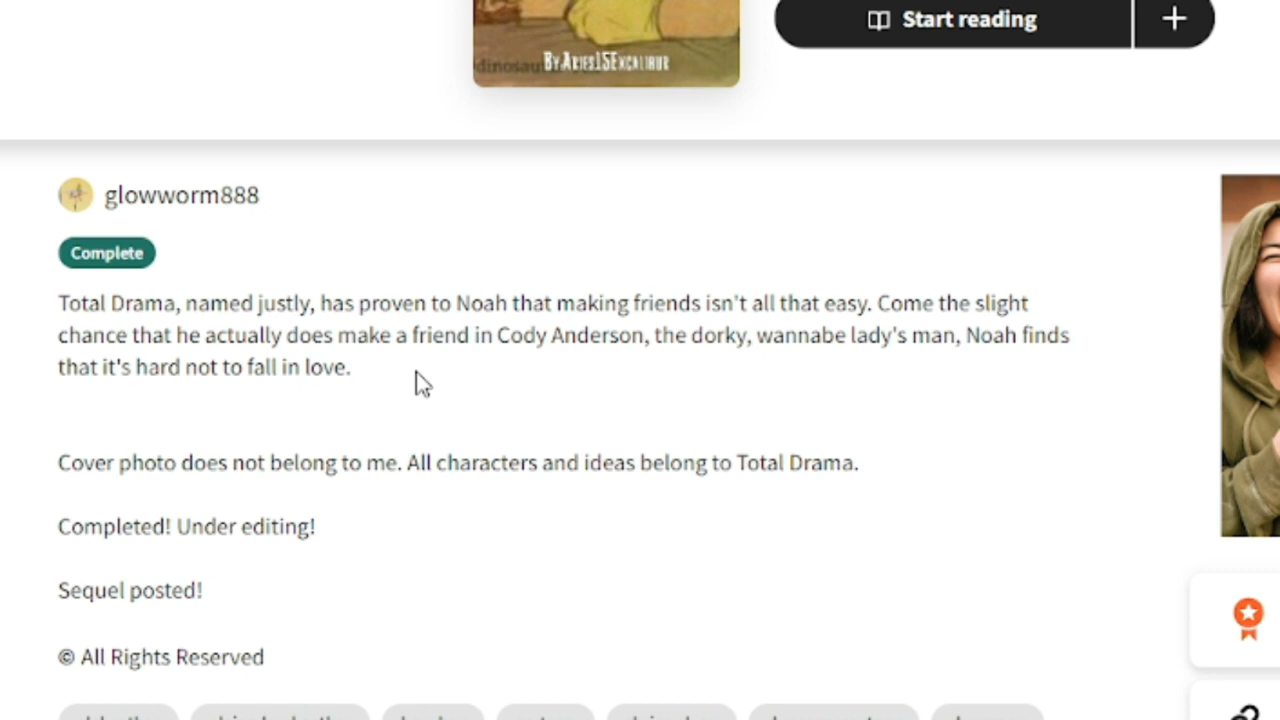 Start reading
dinosau
By Aries15Excalibur
glowworm888
Complete
Total Drama, named justly, has proven to Noah that making friends isn't all that easy. Come the slight
chance that he actually does make a friend in Cody Anderson, the dorky, wannabe lady's man, Noah finds
that it's hard not to fall in love.
Cover photo does not belong to me. All characters and ideas belong to Total Drama.
Completed! Under editing!
Sequel posted!
© All Rights Reserved